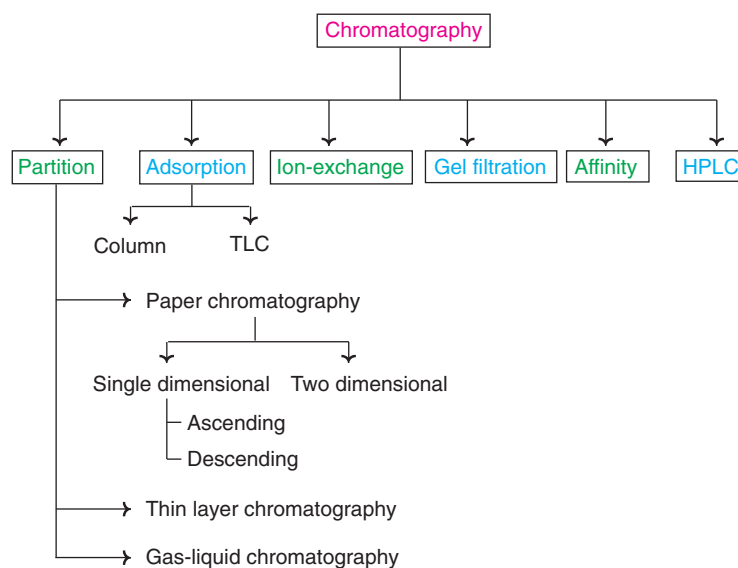 Chromatography
Partition Adsorption Ion-exchange Gel filtration Affinity HPLC
Column TLC
Paper chromatography
Single dimensional Two dimensional
Ascending
Descending
Thin layer chromatography
Gas-liquid chromatography